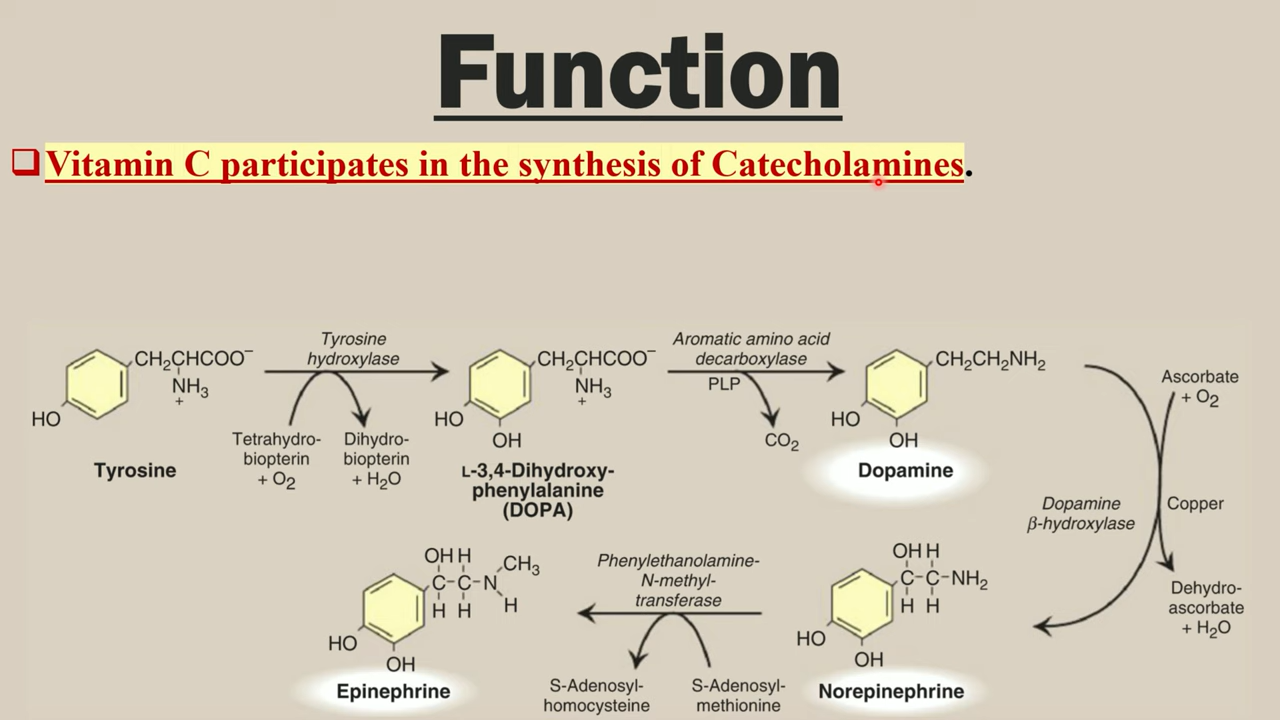 Function
Vitamin C participates in the synthesis of Catecholamines.
Tyrosine
hydroxylase
CH2CHCOO−
NH3
+
HO
Tetrahydro-
biopterin
+ O2
Dihydro-
biopterin
+ H2O
Tyrosine
CH2CHCOO−
NH3
+
HO
OH
L-3,4-Dihydroxy-
phenylalanine
(DOPA)
Aromatic amino acid
decarboxylase
PLP
CO2
CH2CH2NH2
HO
OH
Dopamine
Ascorbate
+ O2
Dopamine
β-hydroxylase
Copper
Dehydro-
ascorbate
+ H2O
OH H
C-C-NH2
H H
HO
OH
Norepinephrine
Phenylethanolamine-
N-methyl-
transferase
S-Adenosyl-
homocysteine
S-Adenosyl-
methionine
OH H
CH3
C-C-N
H H
H
HO
OH
Epinephrine